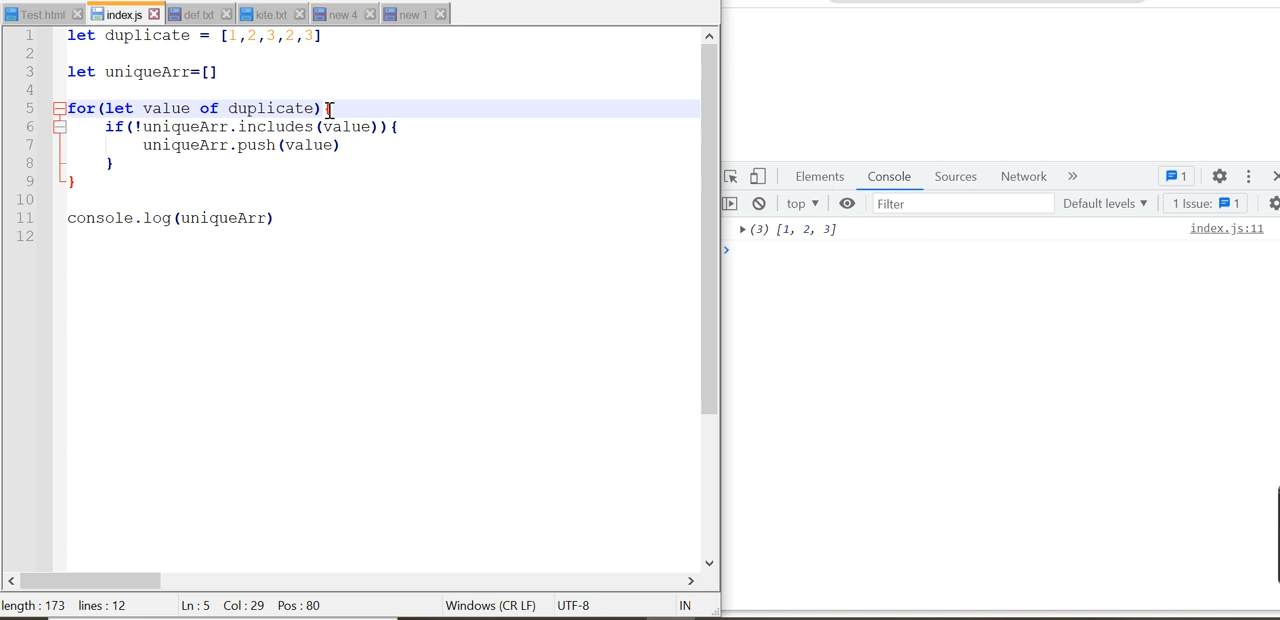 Test.html index.js def.txt kite.txt new 4 new 1
1 let duplicate = [1,2,3,2,3]
2
3 let uniqueArr=[]
4
5 for(let value of duplicate){
6 if(!uniqueArr.includes(value)){
7 uniqueArr.push(value)
8 }
9 }
10
11 console.log(uniqueArr)
12
length : 173 lines : 12 Ln : 5 Col : 29 Pos : 80 Windows (CR LF) UTF-8 IN
Elements Console Sources Network » 1
top ▼ Filter Default levels ▼ 1 Issue: 1
(3) [1, 2, 3] index.js:11